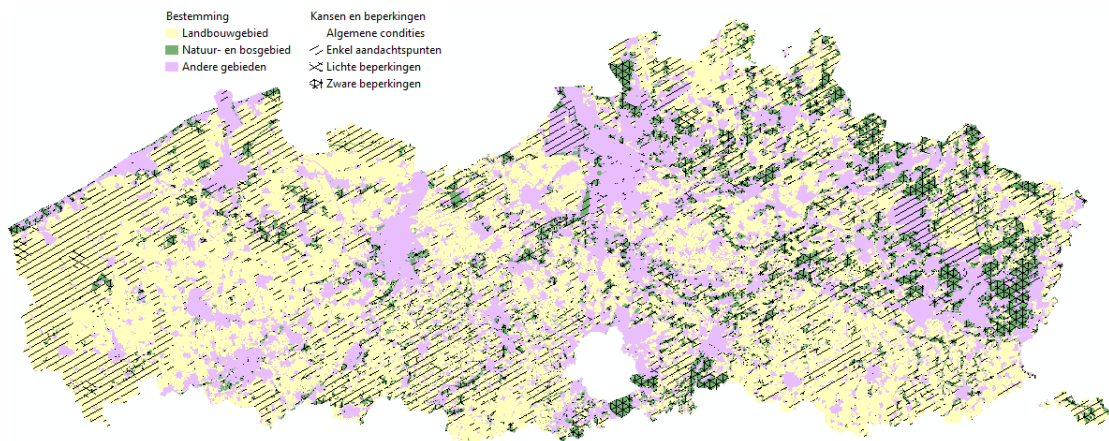 Bestemming
Landbouwgebied
Natuur- en bosgebied
Andere gebieden
Kansen en beperkingen
Algemene condities
Enkel aandachtspunten
Lichte beperkingen
Zware beperkingen